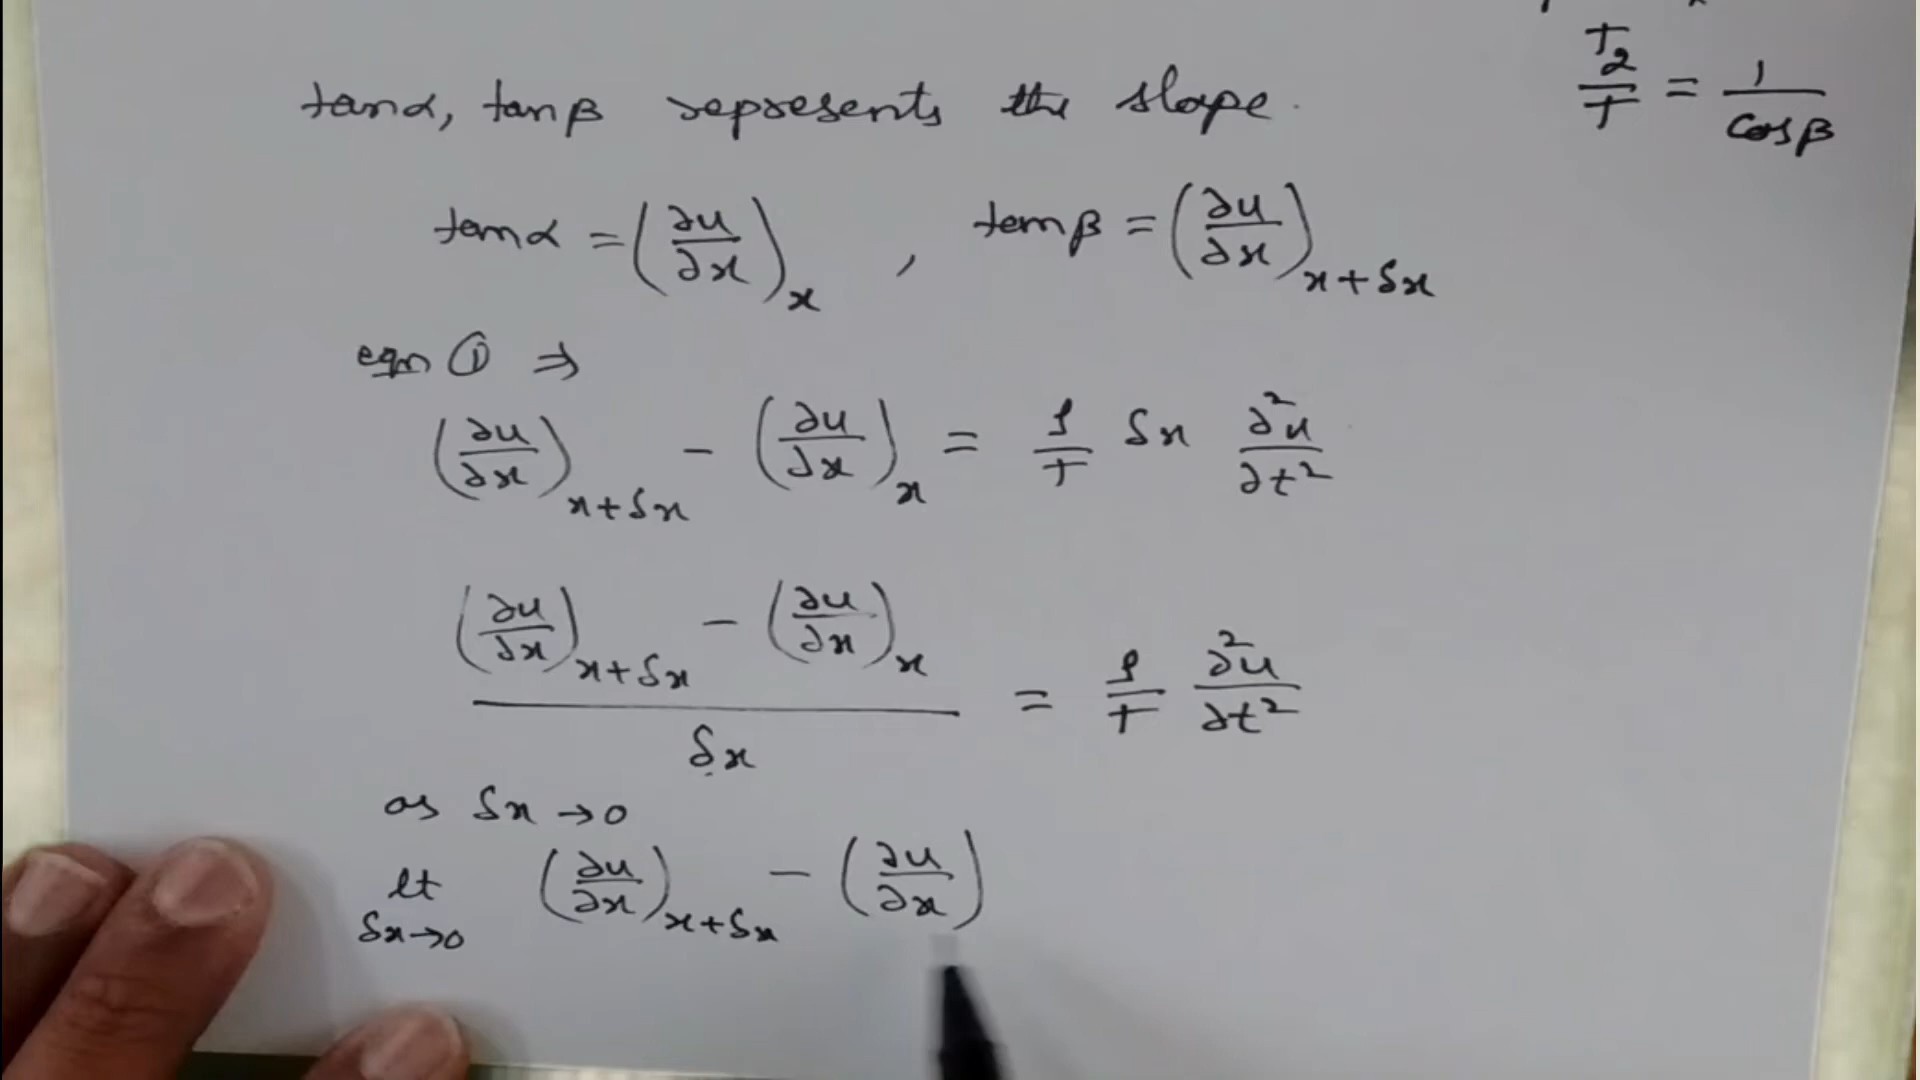 tanα, tanβ represents the slope.
T₂/T = 1/cosβ
tanα = (∂u/∂x)ₓ , tanβ = (∂u/∂x)ₓ₊δₓ
eqn ① ⇒
(∂u/∂x)ₓ₊δₓ - (∂u/∂x)ₓ = ρ/T δx ∂²u/∂t²
((∂u/∂x)ₓ₊δₓ - (∂u/∂x)ₓ)/δx = ρ/T ∂²u/∂t²
as δx → 0
lt δx→0 (∂u/∂x)ₓ₊δₓ - (∂u/∂x)